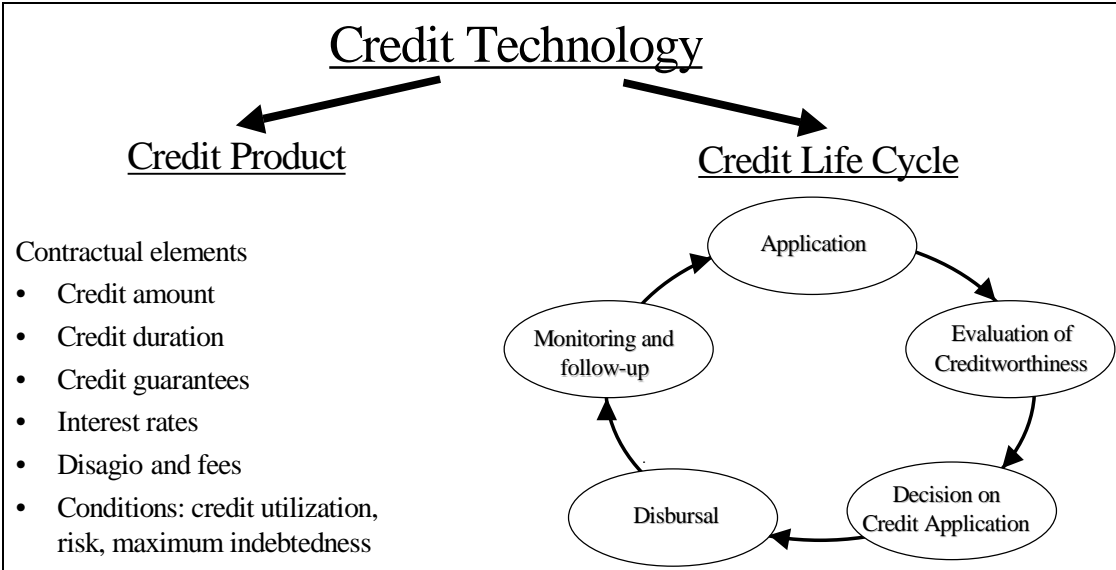 Credit Technology
Credit Product
Credit Life Cycle
Contractual elements
• Credit amount
• Credit duration
• Credit guarantees
• Interest rates
• Disagio and fees
• Conditions: credit utilization,
risk, maximum indebtedness
Application
Evaluation of
Creditworthiness
Decision on
Credit Application
Disbursal
Monitoring and
follow-up